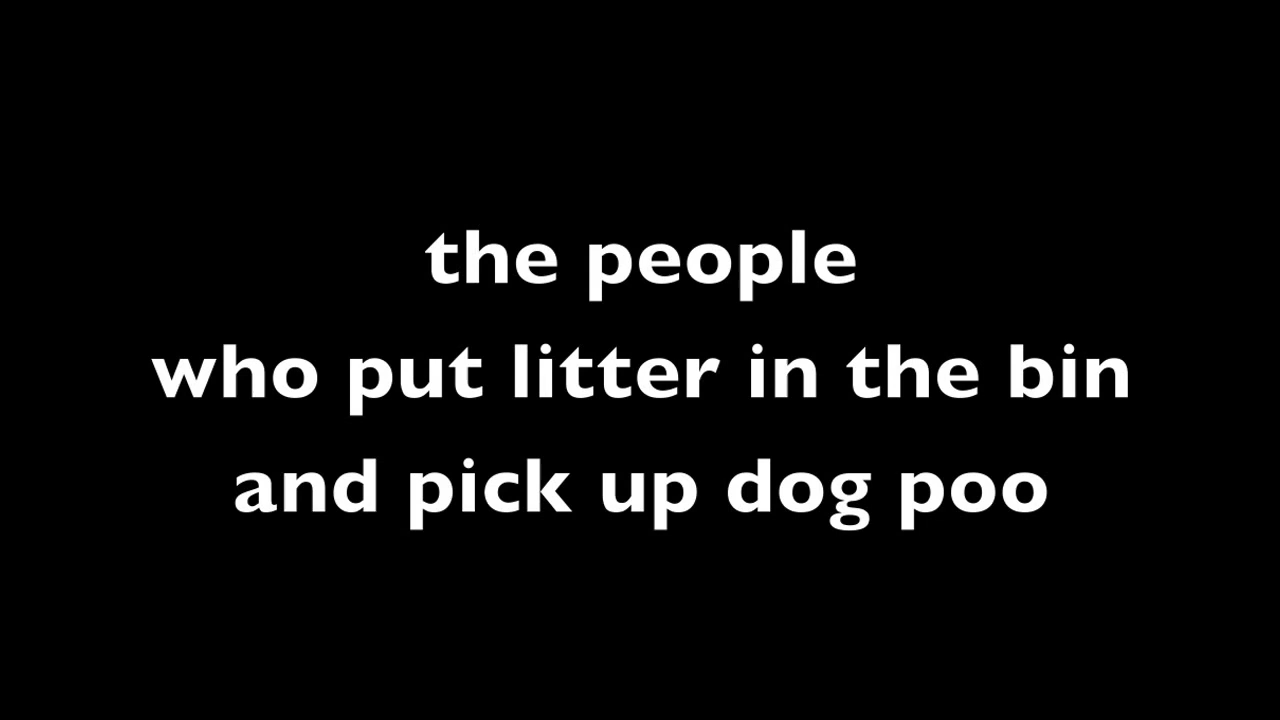 the people
who put litter in the bin
and pick up dog poo